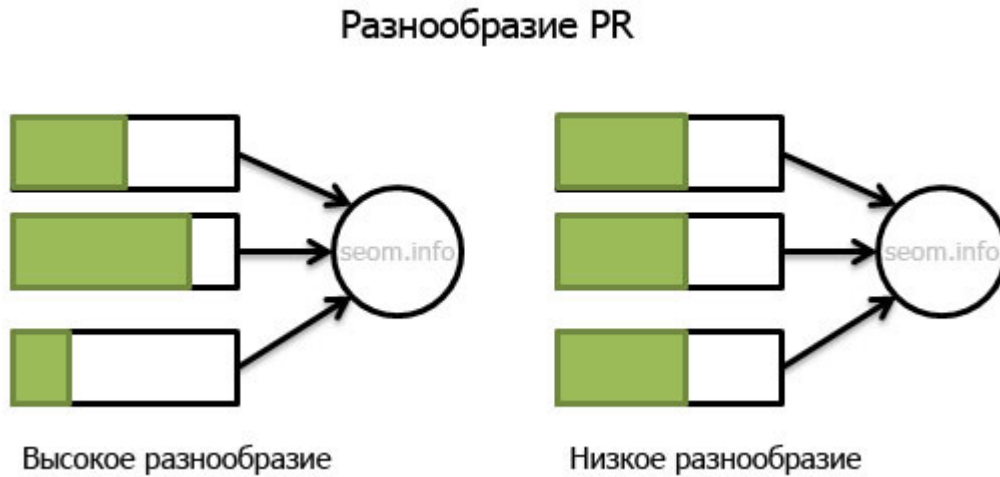 Разнообразие PR
seom.info
seom.info
Высокое разнообразие
Низкое разнообразие